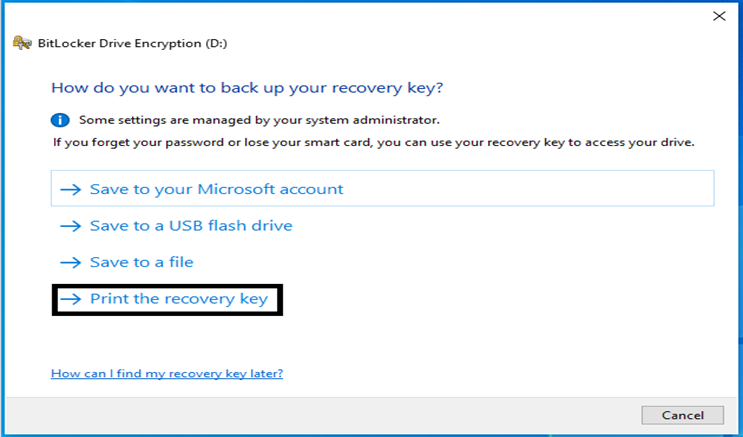 BitLocker Drive Encryption (D:)
How do you want to back up your recovery key?
Some settings are managed by your system administrator.
If you forget your password or lose your smart card, you can use your recovery key to access your drive.
Save to your Microsoft account
Save to a USB flash drive
Save to a file
Print the recovery key
How can I find my recovery key later?
Cancel